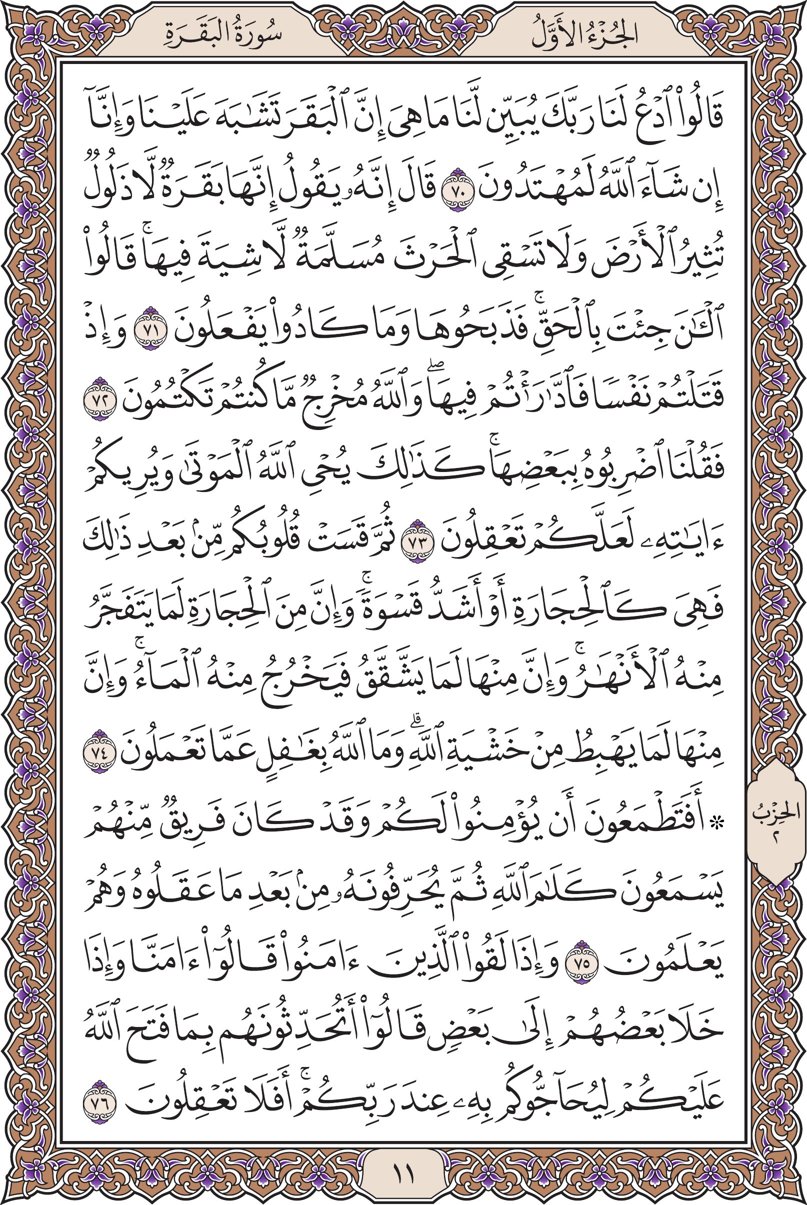 الجُزْءُ الأَوَّلُ
سُورَةُ البَقَرَةِ
قَالُوا۟ ٱدْعُ لَنَا رَبَّكَ يُبَيِّن لَّنَا مَا هِىَ إِنَّ ٱلْبَقَرَ تَشَٰبَهَ عَلَيْنَا وَإِنَّآ
إِن شَآءَ ٱللَّهُ لَمُهْتَدُونَ ٧٠ قَالَ إِنَّهُۥ يَقُولُ إِنَّهَا بَقَرَةٌ لَّا ذَلُولٌ
تُثِيرُ ٱلْأَرْضَ وَلَا تَسْقِى ٱلْحَرْثَ مُسَلَّمَةٌ لَّا شِيَةَ فِيهَا ۚ قَالُوا۟
ٱلْـَٰٔنَ جِئْتَ بِٱلْحَقِّ ۚ فَذَبَحُوهَا وَمَا كَادُوا۟ يَفْعَلُونَ ٧١ وَإِذْ
قَتَلْتُمْ نَفْسًا فَٱدَّٰرَْٰٔتُمْ فِيهَا ۖ وَٱللَّهُ مُخْرِجٌ مَّا كُنتُمْ تَكْتُمُونَ ٧٢
فَقُلْنَا ٱضْرِبُوهُ بِبَعْضِهَا ۚ كَذَٰلِكَ يُحْىِ ٱللَّهُ ٱلْمَوْتَىٰ وَيُرِيكُمْ
ءَايَٰتِهِۦ لَعَلَّكُمْ تَعْقِلُونَ ٧٣ ثُمَّ قَسَتْ قُلُوبُكُم مِّنۢ بَعْدِ ذَٰلِكَ
فَهِىَ كَٱلْحِجَارَةِ أَوْ أَشَدُّ قَسْوَةً ۚ وَإِنَّ مِنَ ٱلْحِجَارَةِ لَمَا يَتَفَجَّرُ
مِنْهُ ٱلْأَنْهَٰرُ ۚ وَإِنَّ مِنْهَا لَمَا يَشَّقَّقُ فَيَخْرُجُ مِنْهُ ٱلْمَآءُ ۚ وَإِنَّ
مِنْهَا لَمَا يَهْبِطُ مِنْ خَشْيَةِ ٱللَّهِ ۗ وَمَا ٱللَّهُ بِغَٰفِلٍ عَمَّا تَعْمَلُونَ ٧٤
* أَفَتَطْمَعُونَ أَن يُؤْمِنُوا۟ لَكُمْ وَقَدْ كَانَ فَرِيقٌ مِّنْهُمْ
الحِزْبُ
٢
يَسْمَعُونَ كَلَٰمَ ٱللَّهِ ثُمَّ يُحَرِّفُونَهُۥ مِنۢ بَعْدِ مَا عَقَلُوهُ وَهُمْ
يَعْلَمُونَ ٧٥ وَإِذَا لَقُوا۟ ٱلَّذِينَ ءَامَنُوا۟ قَالُوٓا۟ ءَامَنَّا وَإِذَا
خَلَا بَعْضُهُمْ إِلَىٰ بَعْضٍ قَالُوٓا۟ أَتُحَدِّثُونَهُم بِمَا فَتَحَ ٱللَّهُ
عَلَيْكُمْ لِيُحَآجُّوكُم بِهِۦ عِندَ رَبِّكُمْ ۚ أَفَلَا تَعْقِلُونَ ٧٦
١١